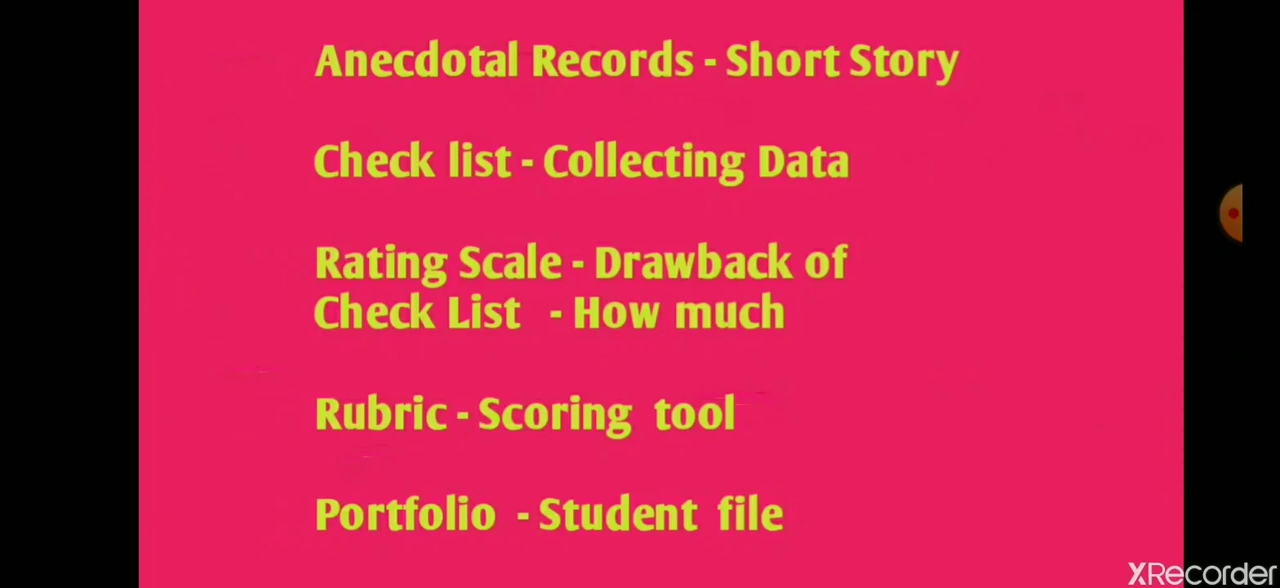 Anecdotal Records - Short Story
Check list - Collecting Data
Rating Scale - Drawback of
Check List - How much
Rubric - Scoring tool
Portfolio - Student file
XRecorder